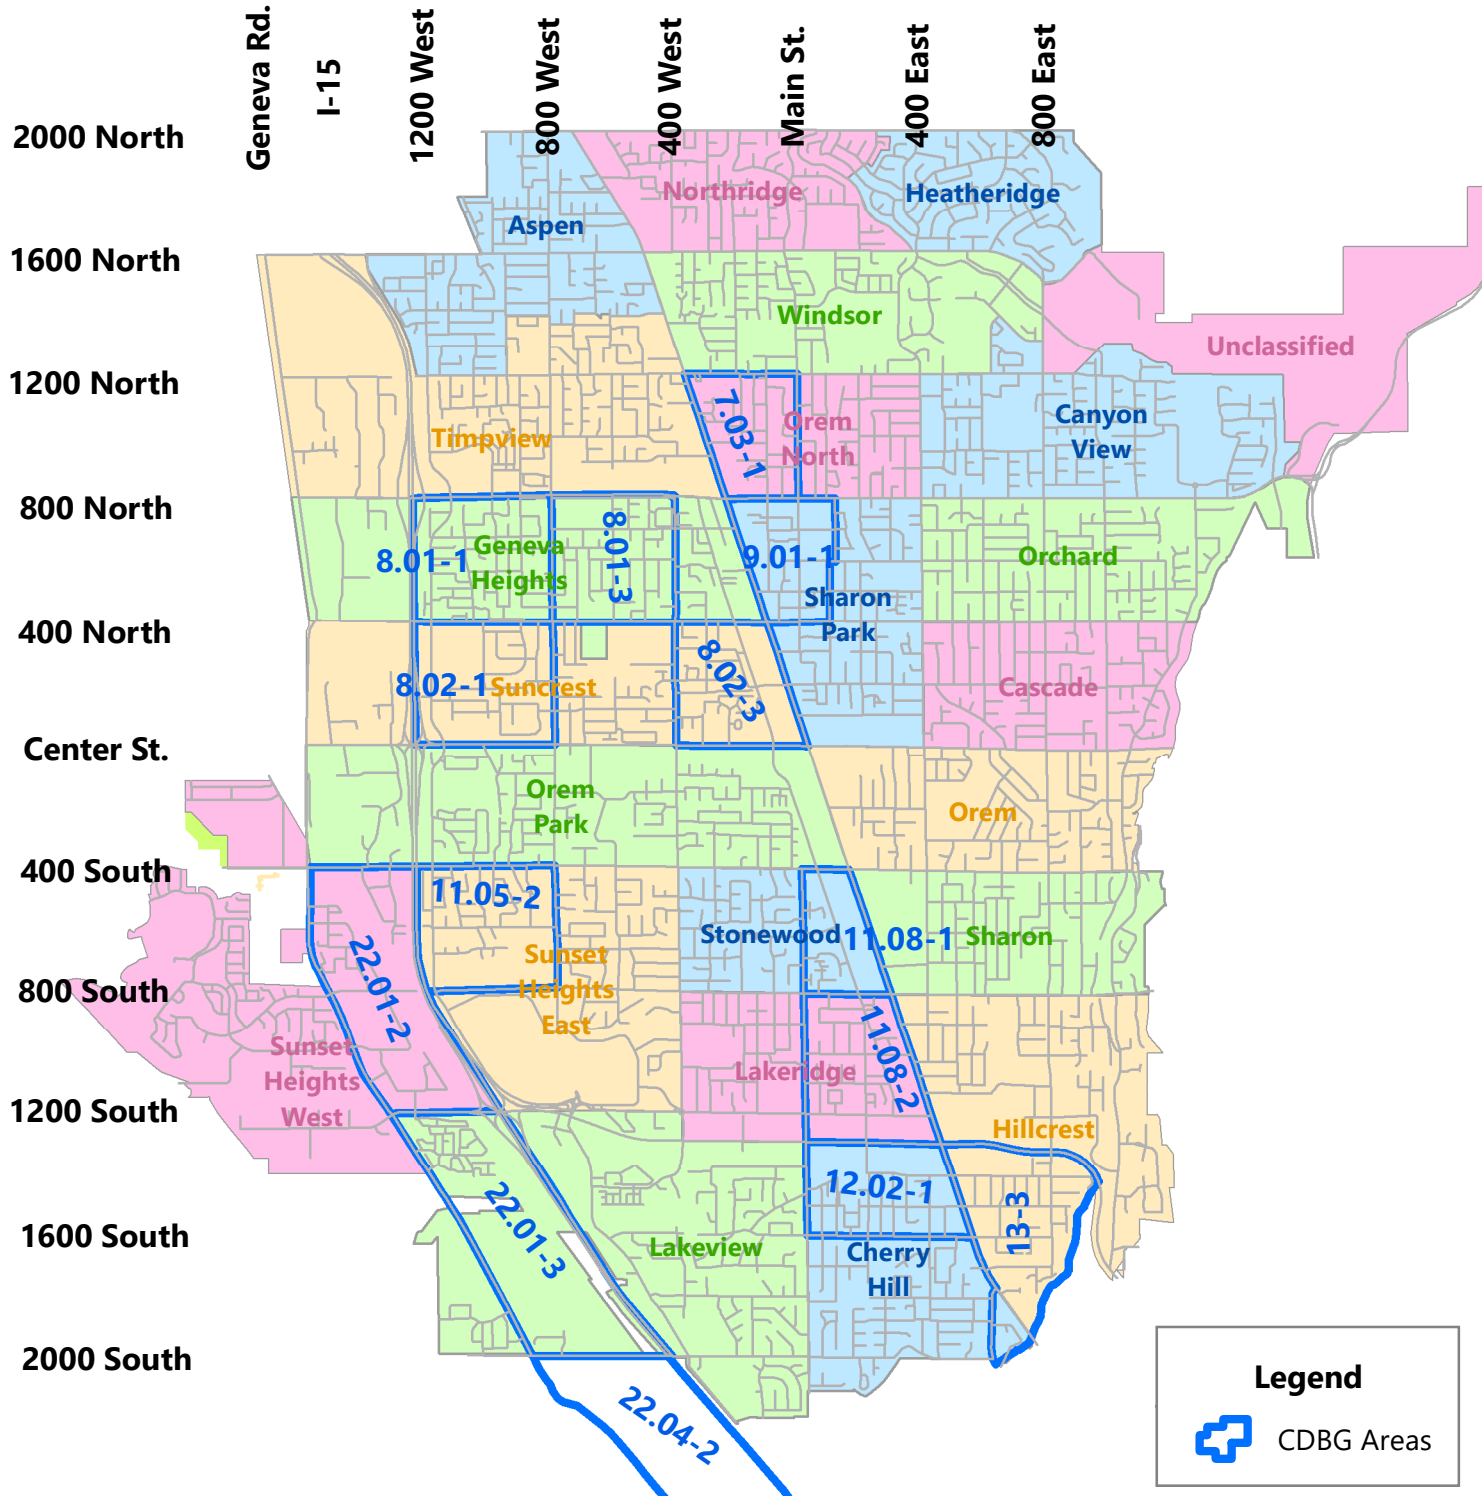 Geneva Rd.
I-15
1200 West
800 West
400 West
Main St.
400 East
800 East
2000 North
1600 North
1200 North
800 North
400 North
Center St.
400 South
800 South
1200 South
1600 South
2000 South
Northridge
Heatheridge
Aspen
Windsor
Unclassified
Timpview
7.03-1
Orem
North
Canyon
View
8.01-1
Geneva
Heights
8.01-3
9.01-1
Sharon
Park
Orchard
8.02-1
Suncrest
8.02-3
Cascade
Orem
Park
Orem
11.05-2
22.01-2
Sunset
Heights
East
Stonewood
11.08-1
Sharon
Sunset
Heights
West
Lakeridge
11.08-2
Hillcrest
22.01-3
Lakeview
12.02-1
13-3
Cherry
Hill
22.04-2
Legend
CDBG Areas